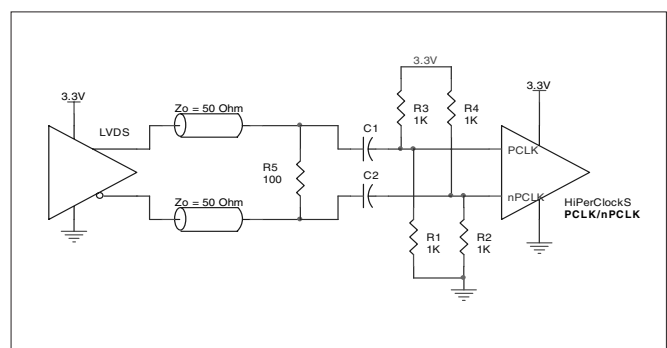 3.3V
3.3V
3.3V
Zo = 50 Ohm
LVDS
R3
1K
R4
1K
C1
PCLK
R5
100
C2
nPCLK
Zo = 50 Ohm
HiPerClockS
PCLK/nPCLK
R1
1K
R2
1K